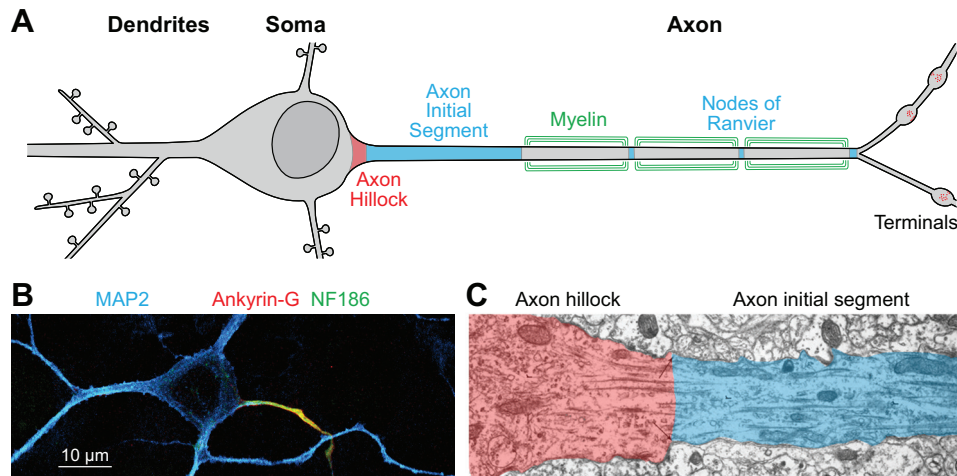 A
Dendrites
Soma
Axon
Axon
Initial
Segment
Myelin
Nodes of
Ranvier
Axon
Hillock
Terminals
B
MAP2 Ankyrin-G NF186
10 µm
C
Axon hillock
Axon initial segment